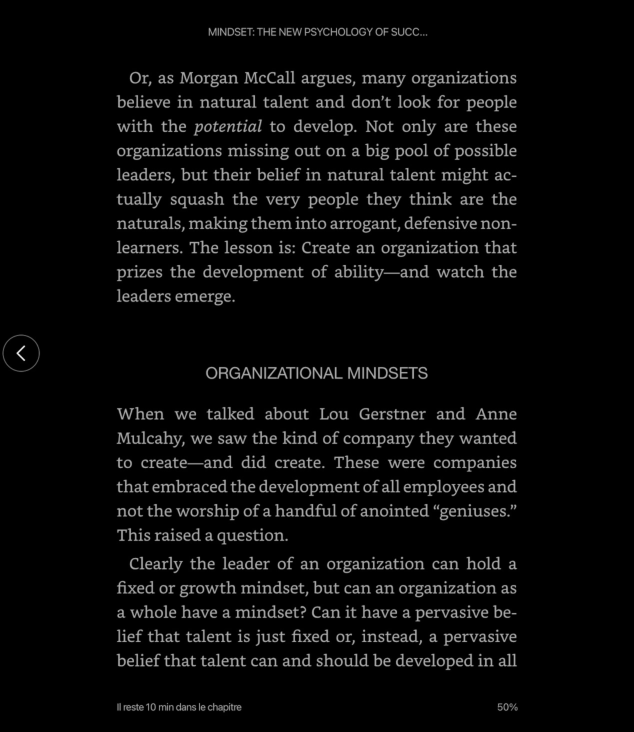 MINDSET: THE NEW PSYCHOLOGY OF SUCC...
Or, as Morgan McCall argues, many organizations
believe in natural talent and don't look for people
with the potential to develop. Not only are these
organizations missing out on a big pool of possible
leaders, but their belief in natural talent might ac-
tually squash the very people they think are the
naturals, making them into arrogant, defensive non-
learners. The lesson is: Create an organization that
prizes the development of ability—and watch the
leaders emerge.
ORGANIZATIONAL MINDSETS
When we talked about Lou Gerstner and Anne
Mulcahy, we saw the kind of company they wanted
to create—and did create. These were companies
that embraced the development of all employees and
not the worship of a handful of anointed “geniuses.”
This raised a question.
Clearly the leader of an organization can hold a
fixed or growth mindset, but can an organization as
a whole have a mindset? Can it have a pervasive be-
lief that talent is just fixed or, instead, a pervasive
belief that talent can and should be developed in all
Il reste 10 min dans le chapitre 50%